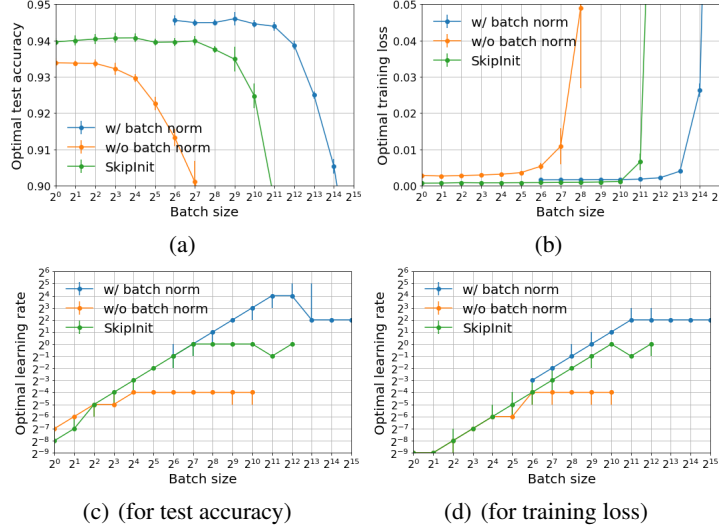 0.95
0.94
0.93
0.92
0.91
0.90
Optimal test accuracy
w/ batch norm
w/o batch norm
SkipInit
2^0 2^1 2^2 2^3 2^4 2^5 2^6 2^7 2^8 2^9 2^10 2^11 2^12 2^13 2^14 2^15
Batch size
(a)
0.05
0.04
0.03
0.02
0.01
0.00
Optimal training loss
w/ batch norm
w/o batch norm
SkipInit
2^0 2^1 2^2 2^3 2^4 2^5 2^6 2^7 2^8 2^9 2^10 2^11 2^12 2^13 2^14
Batch size
(b)
2^6
2^5
2^4
2^3
2^2
2^1
2^0
2^-1
2^-2
2^-3
2^-4
2^-5
2^-6
2^-7
2^-8
2^-9
Optimal learning rate
w/ batch norm
w/o batch norm
SkipInit
2^0 2^1 2^2 2^3 2^4 2^5 2^6 2^7 2^8 2^9 2^10 2^11 2^12 2^13 2^14 2^15
Batch size
(c) (for test accuracy)
2^6
2^5
2^4
2^3
2^2
2^1
2^0
2^-1
2^-2
2^-3
2^-4
2^-5
2^-6
2^-7
2^-8
2^-9
Optimal learning rate
w/ batch norm
w/o batch norm
SkipInit
2^0 2^1 2^2 2^3 2^4 2^5 2^6 2^7 2^8 2^9 2^10 2^11 2^12 2^13 2^14 2^15
Batch size
(d) (for training loss)